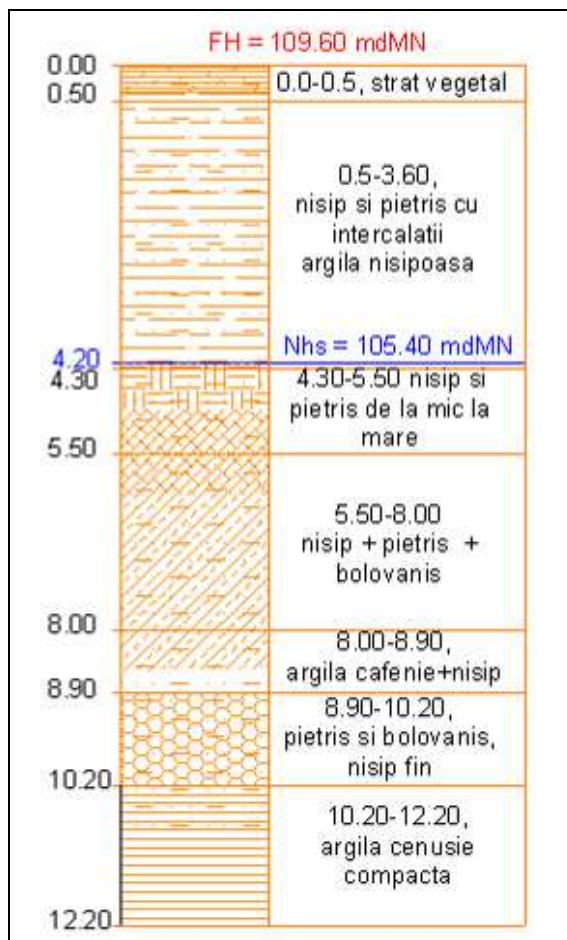 FH = 109.60 mdMN
0.00
0.50
0.0-0.5, strat vegetal
0.5-3.60,
nisip si pietris cu
intercalatii
argila nisipoasa
4.20
Nhs = 105.40 mdMN
4.30
4.30-5.50 nisip si
pietris de la mic la
mare
5.50
5.50-8.00
nisip + pietris +
bolovanis
8.00
8.00-8.90,
argila cafenie+nisip
8.90
8.90-10.20,
pietris si bolovanis,
nisip fin
10.20
10.20-12.20,
argila cenusie
compacta
12.20